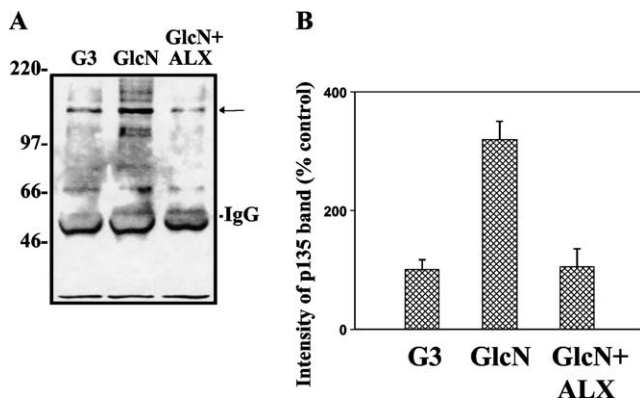 A
G3 GlcN GlcN+
ALX
220-
97-
66-
46-
-IgG
B
Intensity of p135 band (% control)
400
200
0
G3 GlcN GlcN+
ALX